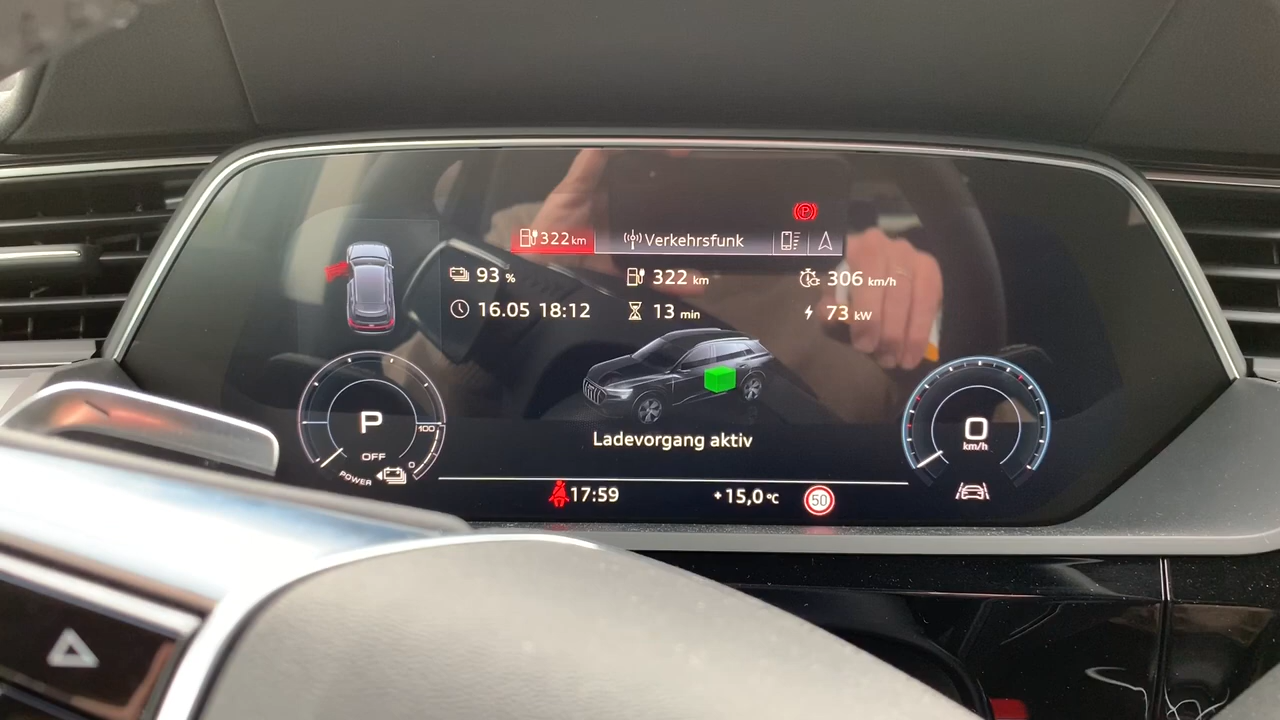 322 km Verkehrsfunk
93 % 322 km 306 km/h
16.05 18:12 13 min 73 kW
P
OFF
100
0
POWER
0
km/h
Ladevorgang aktiv
17:59 +15,0 °C 50